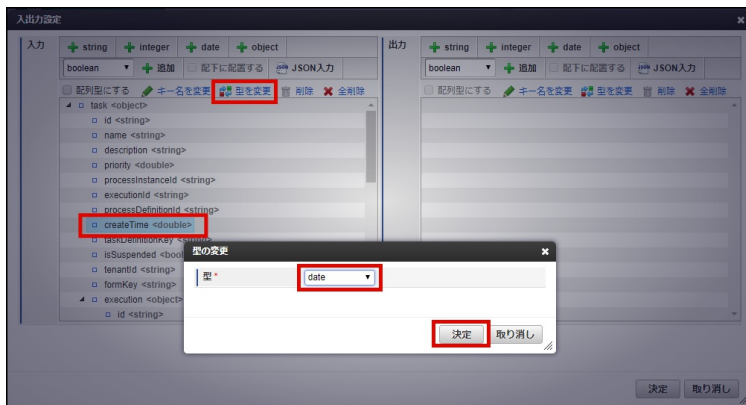 入出力設定
入力
string integer date object
boolean 追加 配下に配置する JSON入力
配列型にする キー名を変更 型を変更 削除 全削除
task <object>
id <string>
name <string>
description <string>
priority <double>
processInstanceId <string>
executionId <string>
processDefinitionId <string>
createTime <double>
taskDefinitionKey <string>
isSuspended <bool
tenantId <string>
formKey <string>
execution <object>
id <string>
出力
string integer date object
boolean 追加 配下に配置する JSON入力
配列型にする キー名を変更 型を変更 削除 全削除
型の変更
型* date
決定 取り消し
決定 取り消し